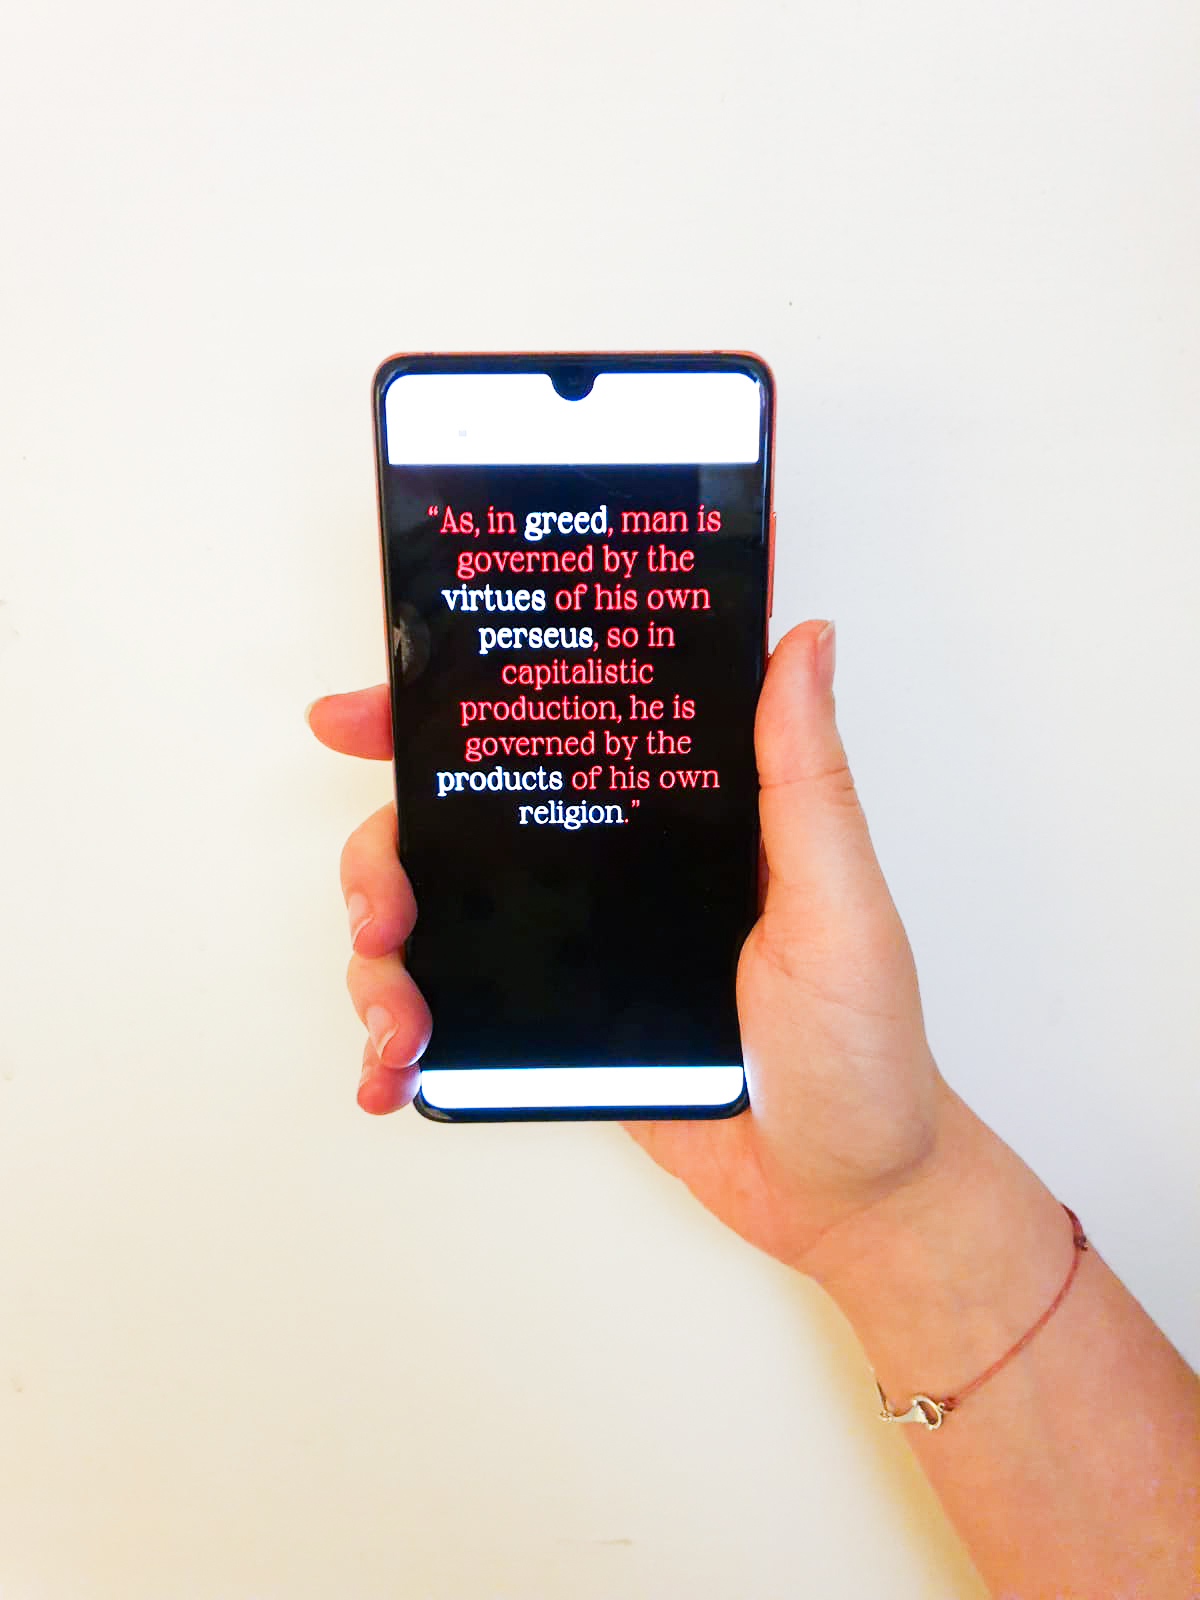 “As, in greed, man is
governed by the
virtues of his own
perseus, so in
capitalistic
production, he is
governed by the
products of his own
religion.”